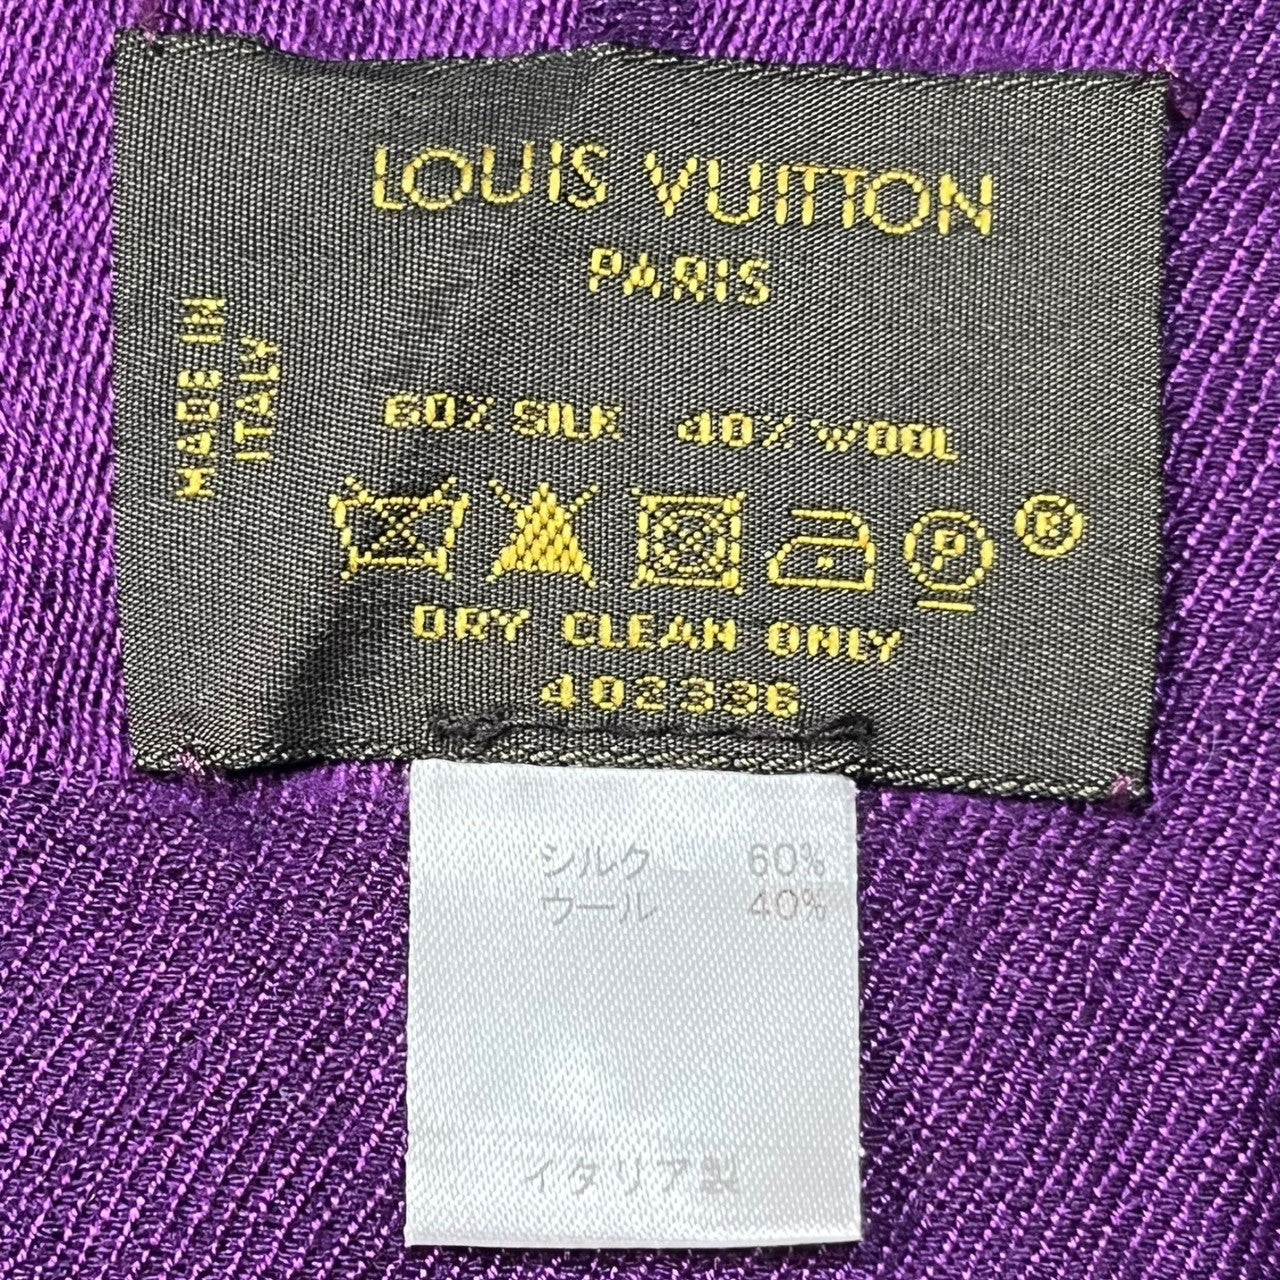 LOUIS VUITTON
PARIS
MADE IN
ITALY
60% SILK 40% WOOL
P
®
DRY CLEAN ONLY
402336
シルク 60%
ウール 40%
イタリア製